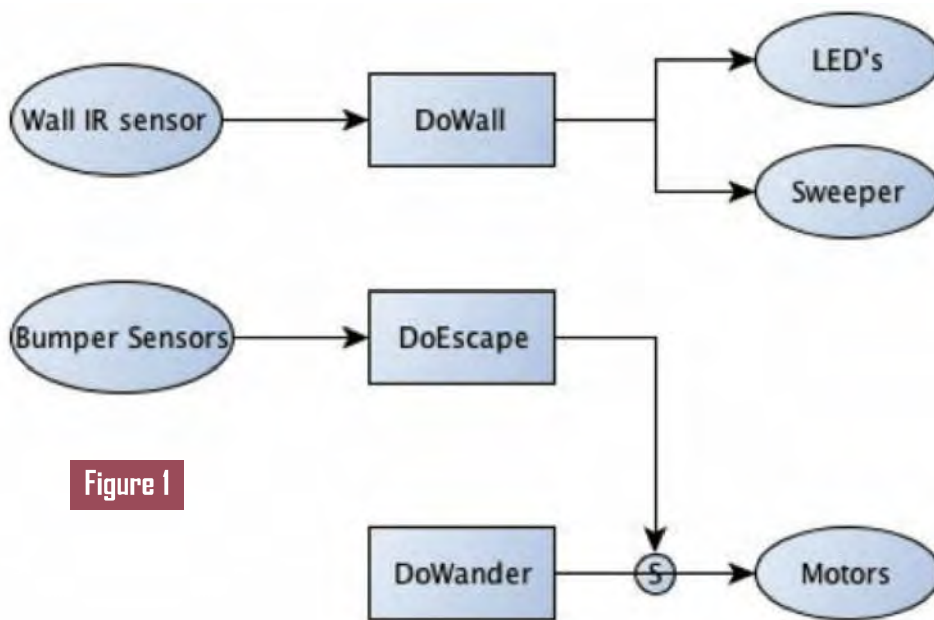 Wall IR sensor
DoWall
LED's
Sweeper
Bumper Sensors
DoEscape
Figure 1
DoWander
S
Motors